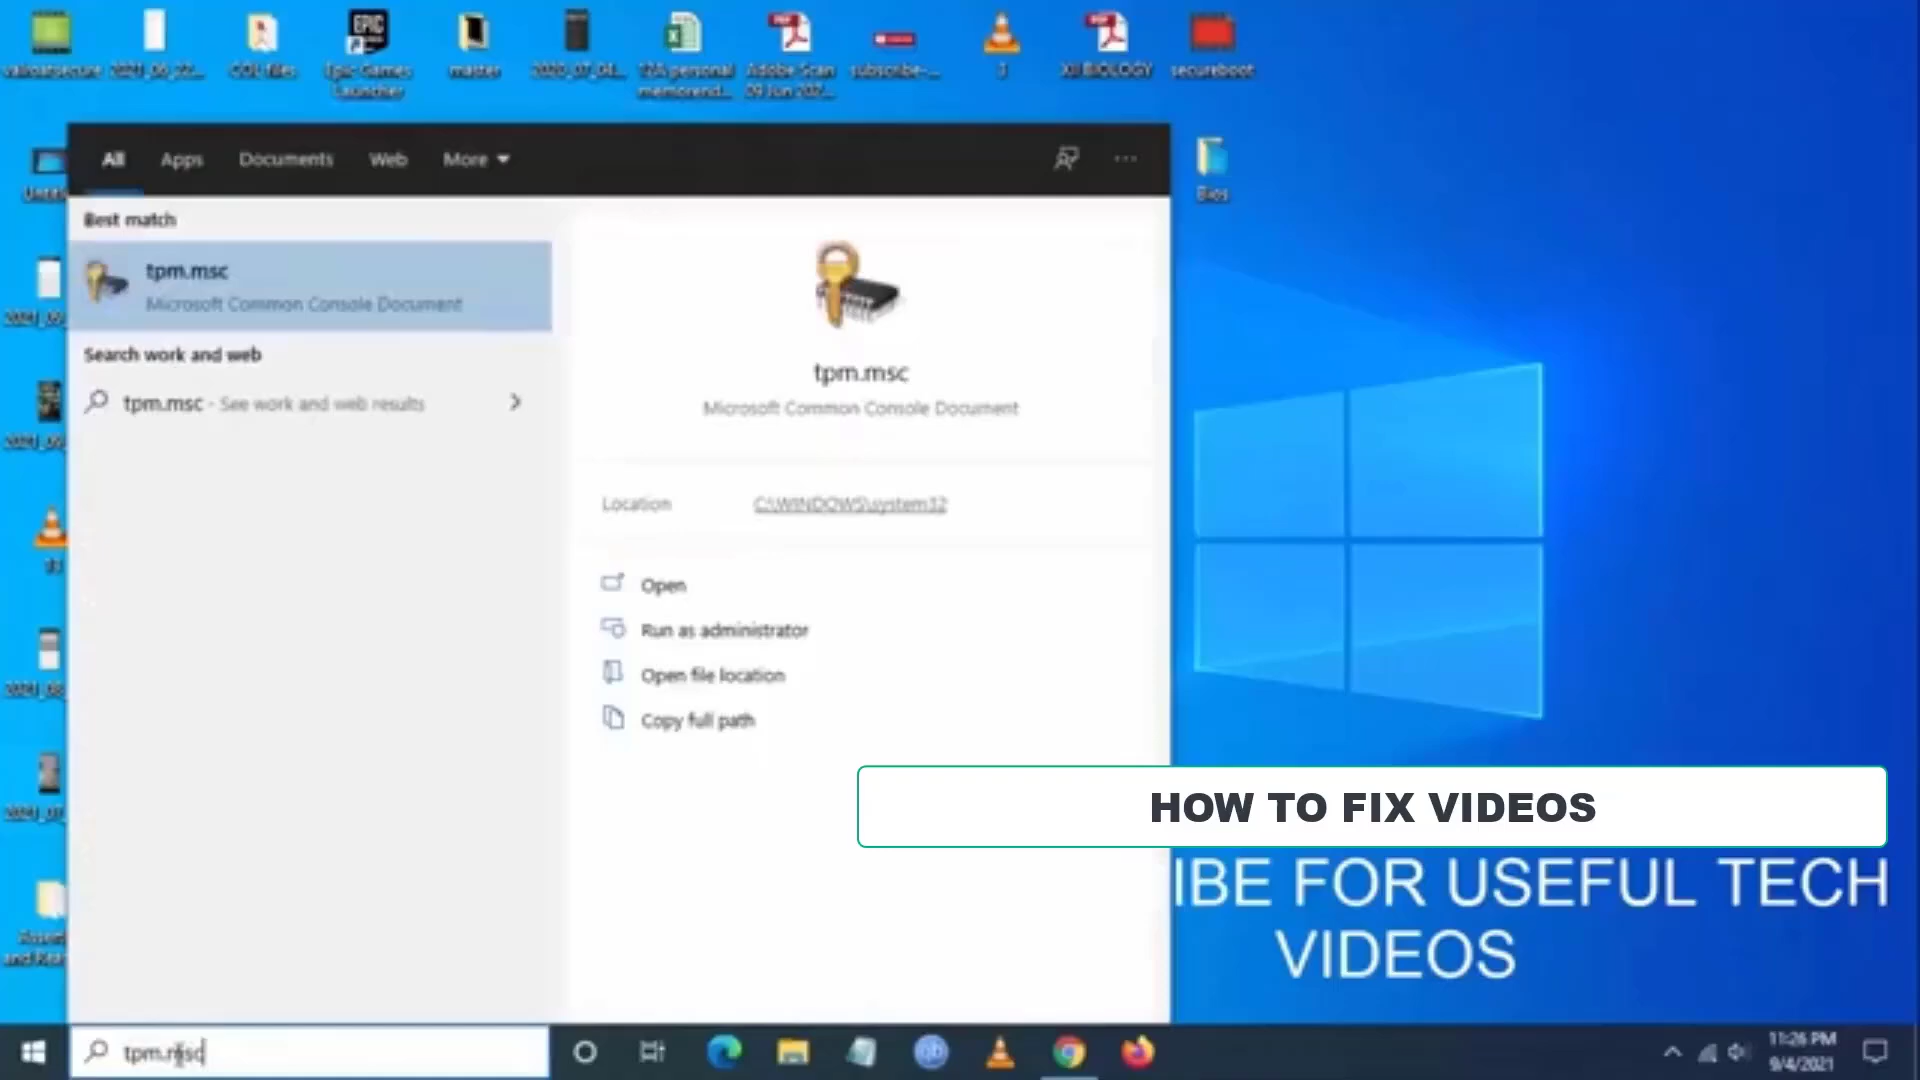 COL files
Epic Games
Launcher
master
Adobe Scan
XII BIOLOGY
secureboot
All
Apps
Documents
Web
More
Bios
Best match
tpm.msc
Microsoft Common Console Document
Search work and web
tpm.msc - See work and web results
tpm.msc
Microsoft Common Console Document
Location
C:\WINDOWS\system32
Open
Run as administrator
Open file location
Copy full path
HOW TO FIX VIDEOS
IBE FOR USEFUL TECH
VIDEOS
tpm.msc
11:26 PM
9/4/2021